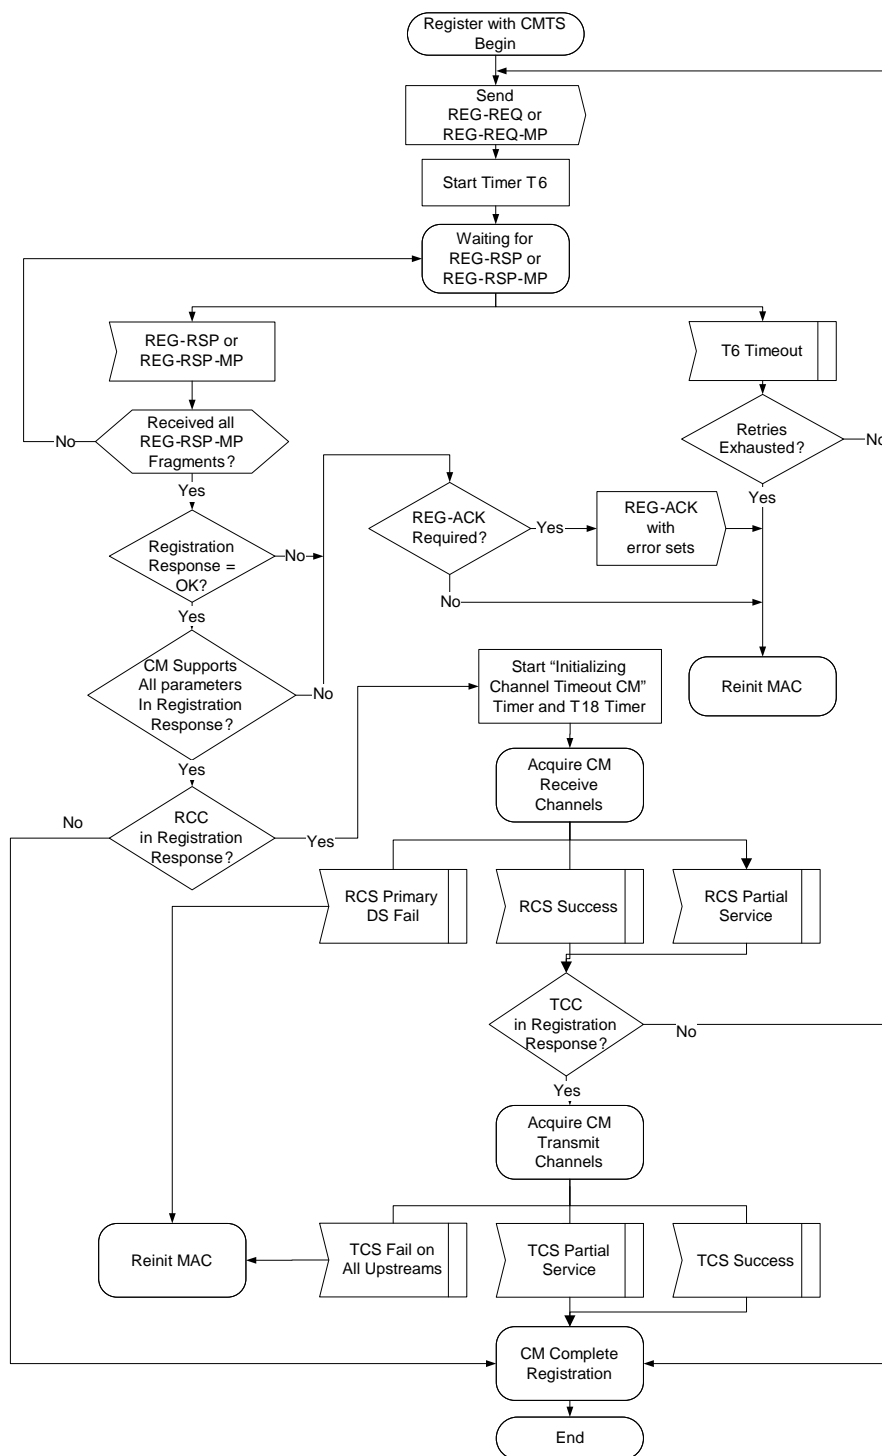 Register with CMTS
Begin
Send
REG-REQ or
REG-REQ-MP
Start Timer T6
Waiting for
REG-RSP or
REG-RSP-MP
REG-RSP or
REG-RSP-MP
T6 Timeout
Received all
REG-RSP-MP
Fragments?
No
Yes
Retries
Exhausted?
No
Yes
REG-ACK
Required?
Yes
No
REG-ACK
with
error sets
Registration
Response =
OK?
No
Yes
CM Supports
All parameters
In Registration
Response?
No
Yes
Start “Initializing
Channel Timeout CM”
Timer and T18 Timer
Reinit MAC
Acquire CM
Receive
Channels
RCC
in Registration
Response?
No
Yes
RCS Primary
DS Fail
RCS Success
RCS Partial
Service
TCC
in Registration
Response?
No
Yes
Acquire CM
Transmit
Channels
Reinit MAC
TCS Fail on
All Upstreams
TCS Partial
Service
TCS Success
CM Complete
Registration
End